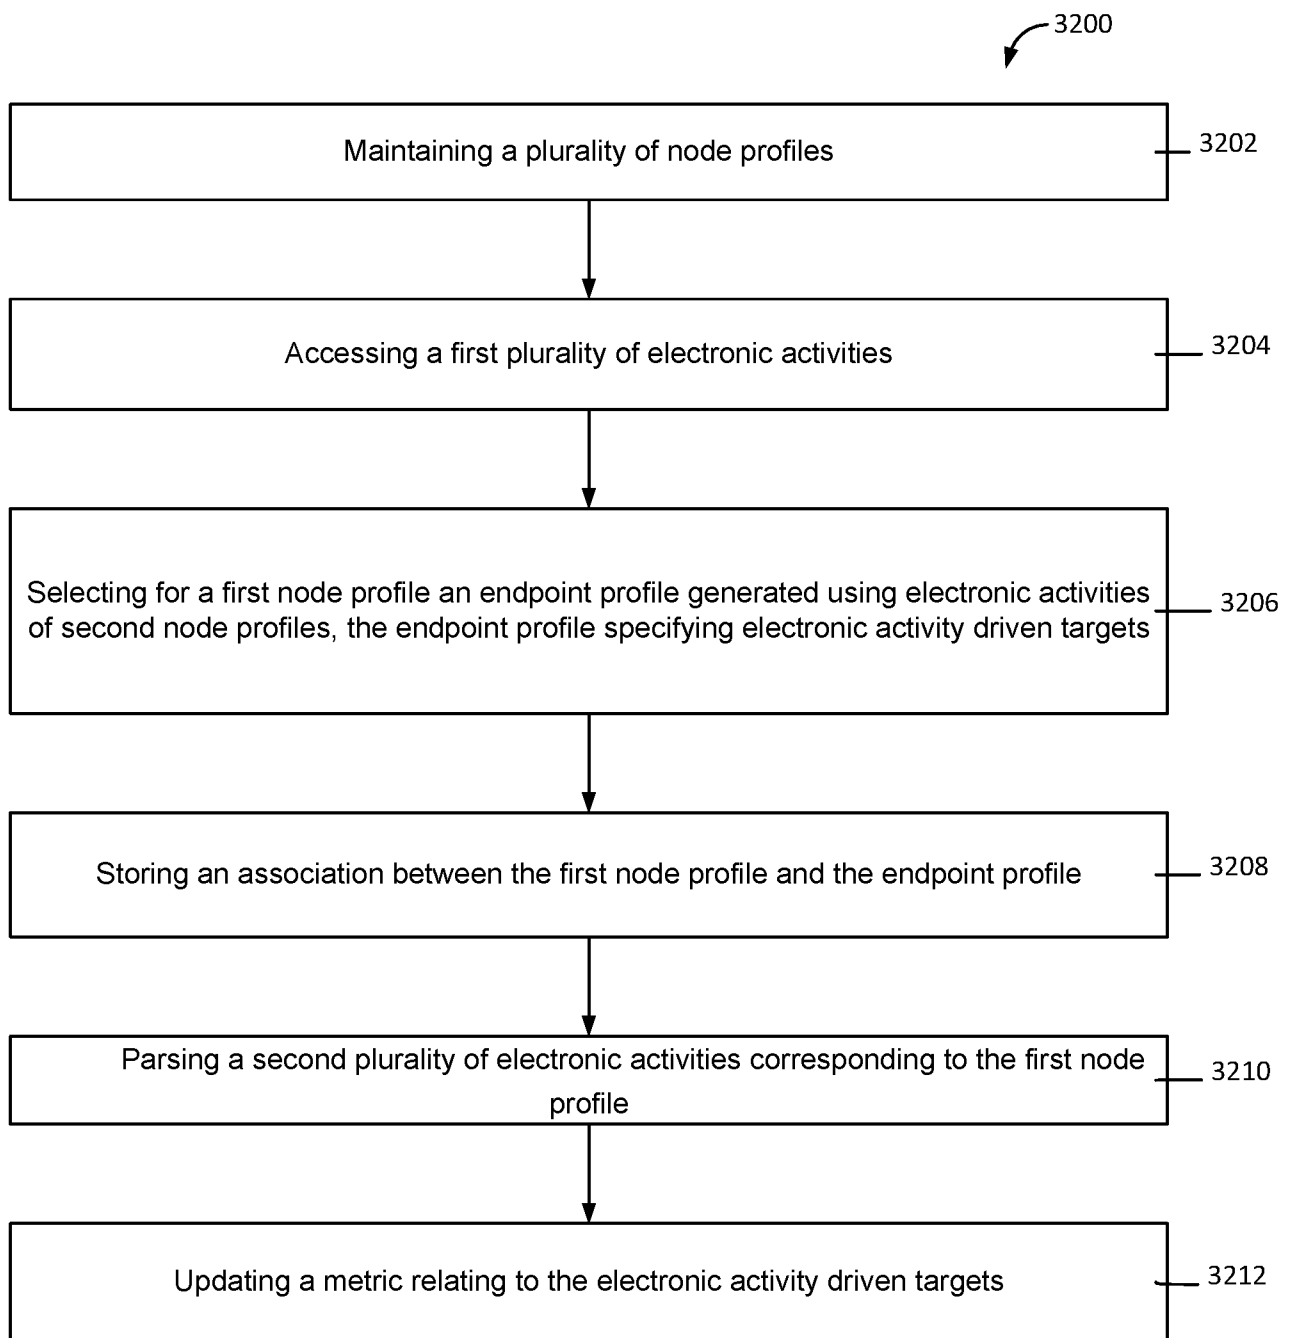 3200
Maintaining a plurality of node profiles
3202
Accessing a first plurality of electronic activities
3204
Selecting for a first node profile an endpoint profile generated using electronic activities
of second node profiles, the endpoint profile specifying electronic activity driven targets
3206
Storing an association between the first node profile and the endpoint profile
3208
Parsing a second plurality of electronic activities corresponding to the first node
profile
3210
Updating a metric relating to the electronic activity driven targets
3212